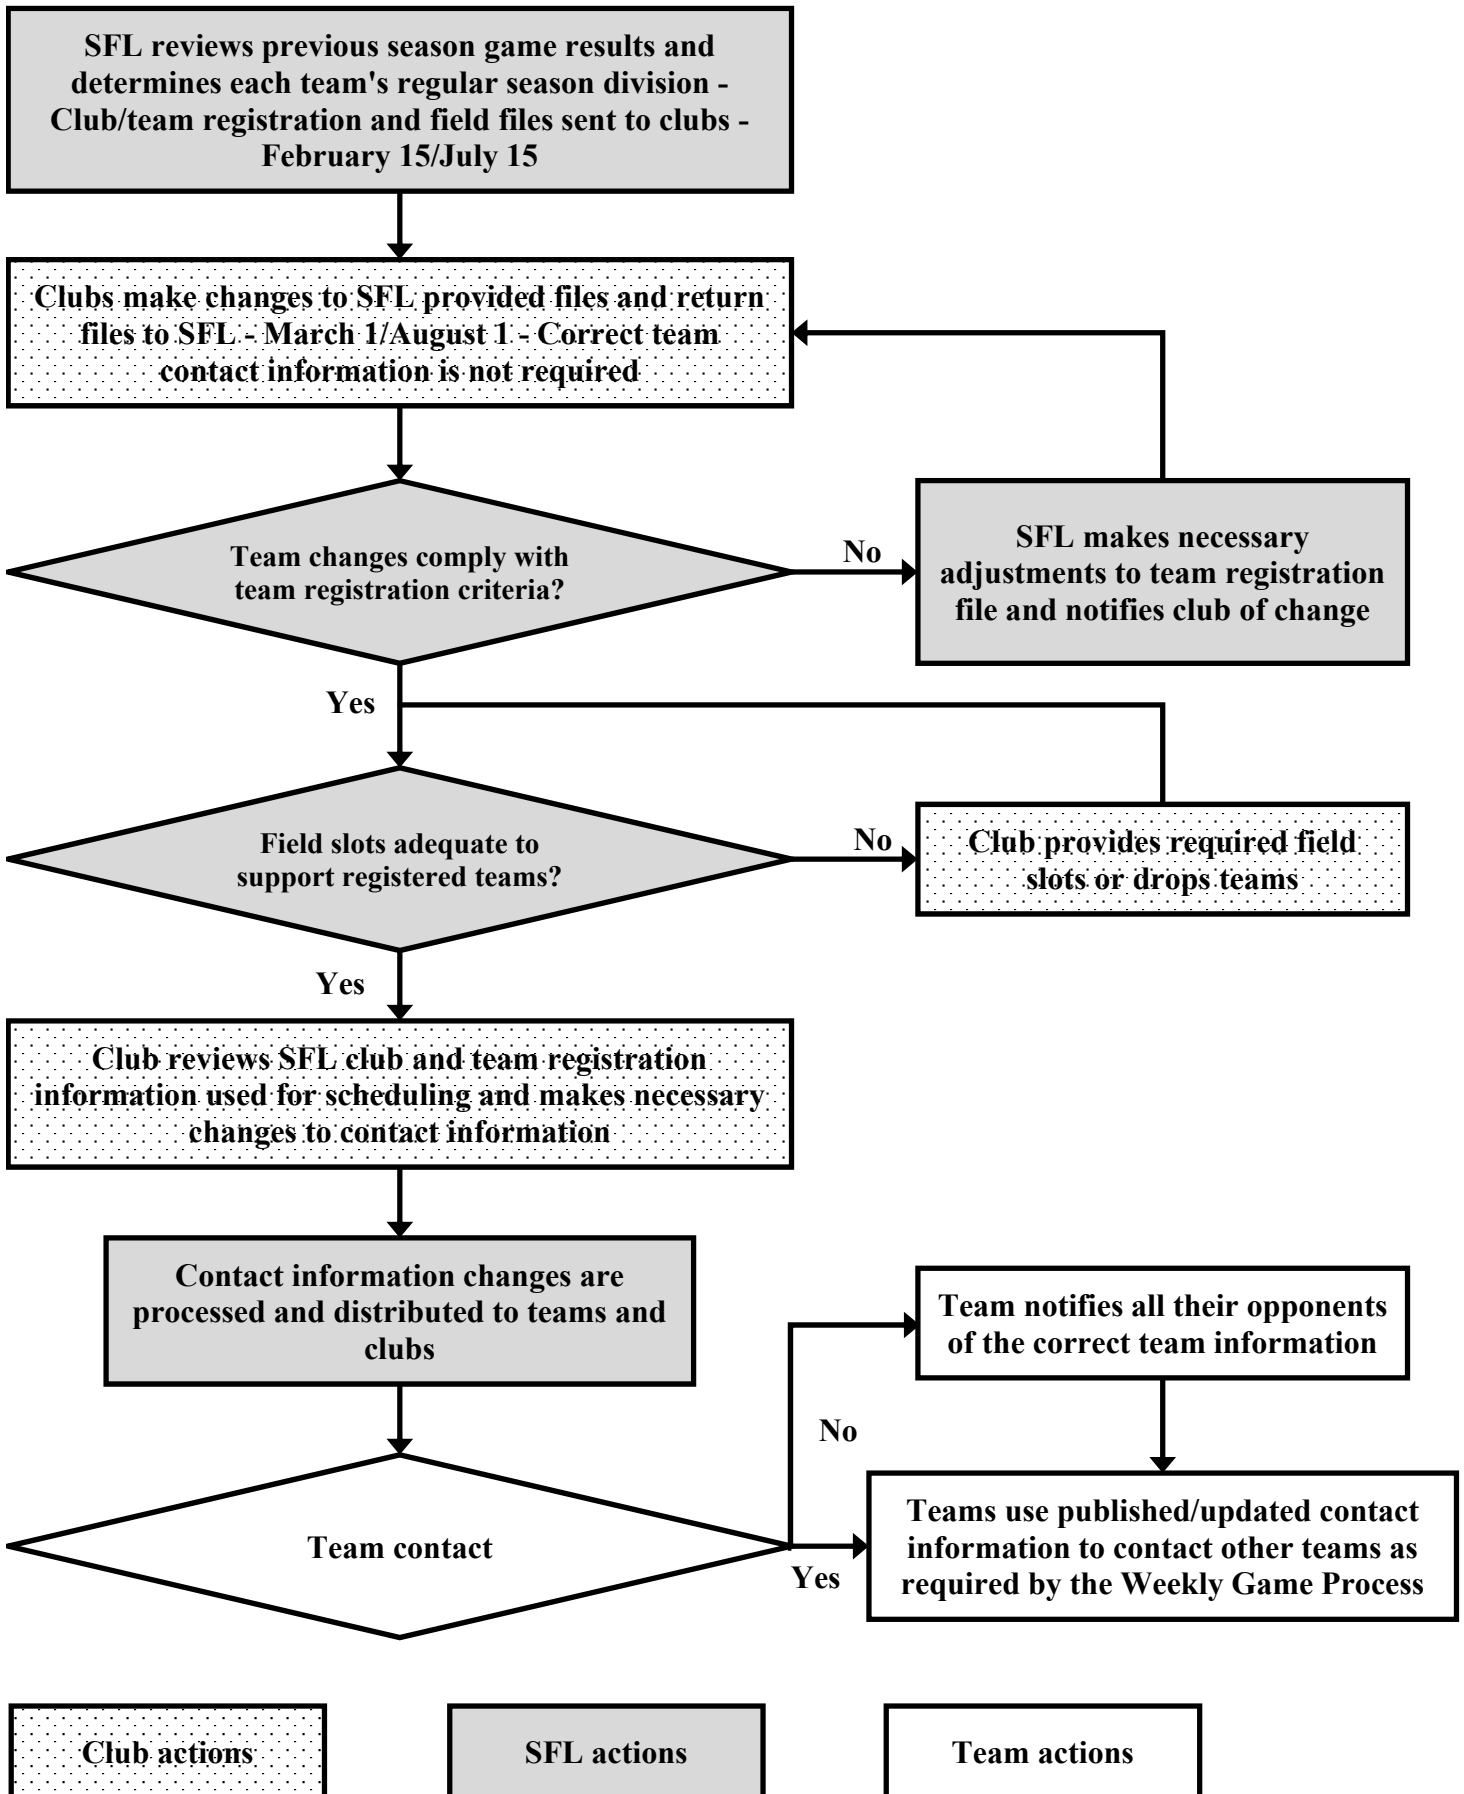 SFL reviews previous season game results and
determines each team's regular season division -
Club/team registration and field files sent to clubs -
February 15/July 15
Clubs make changes to SFL provided files and return
files to SFL - March 1/August 1 - Correct team
contact information is not required
Team changes comply with
team registration criteria?
No
SFL makes necessary
adjustments to team registration
file and notifies club of change
Yes
Field slots adequate to
support registered teams?
No
Club provides required field
slots or drops teams
Yes
Club reviews SFL club and team registration
information used for scheduling and makes necessary
changes to contact information
Contact information changes are
processed and distributed to teams and
clubs
Team notifies all their opponents
of the correct team information
No
Team contact
Yes
Teams use published/updated contact
information to contact other teams as
required by the Weekly Game Process
Club actions
SFL actions
Team actions